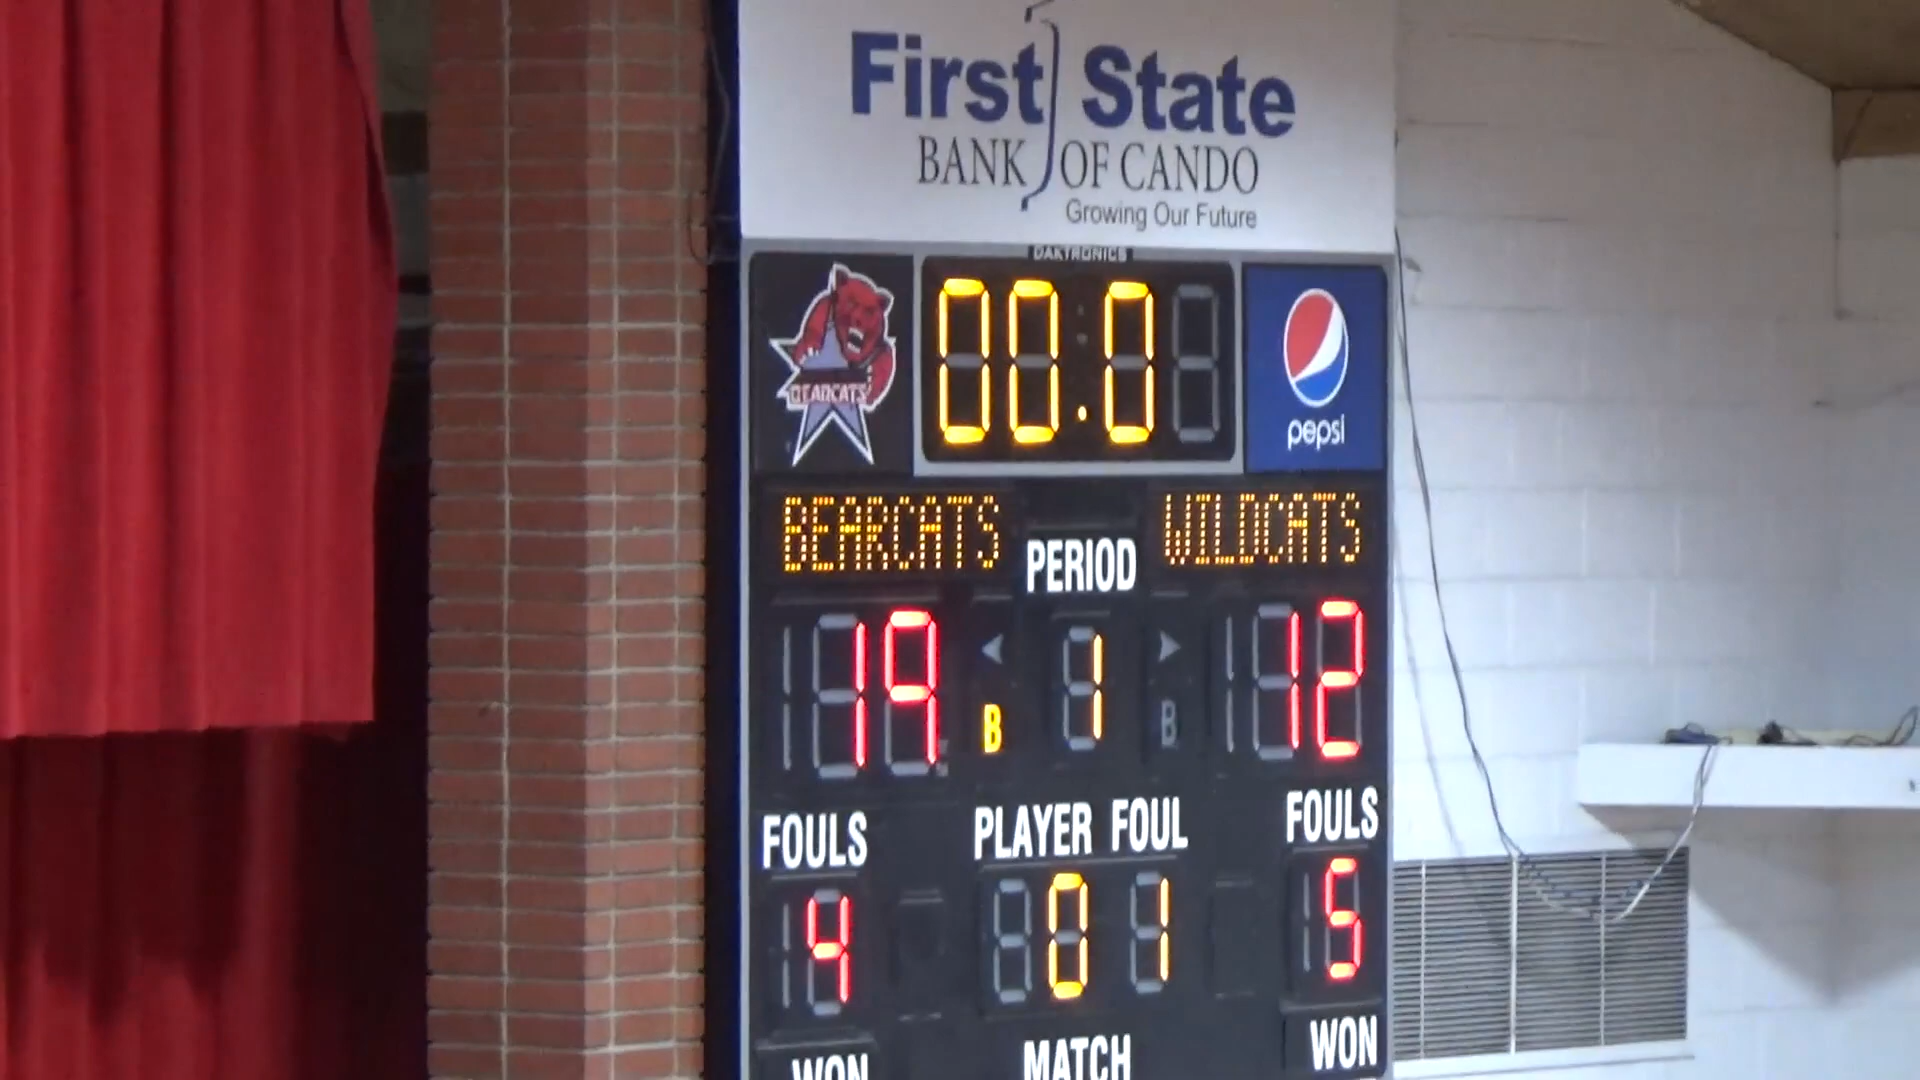 First State
BANK OF CANDO
Growing Our Future
DAKTRONICS
BEARCATS
00.0
pepsi
BEARCATS WILDCATS
PERIOD
19 B 1 B 12
FOULS PLAYER FOUL FOULS
4 0 1 5
WON MATCH WON